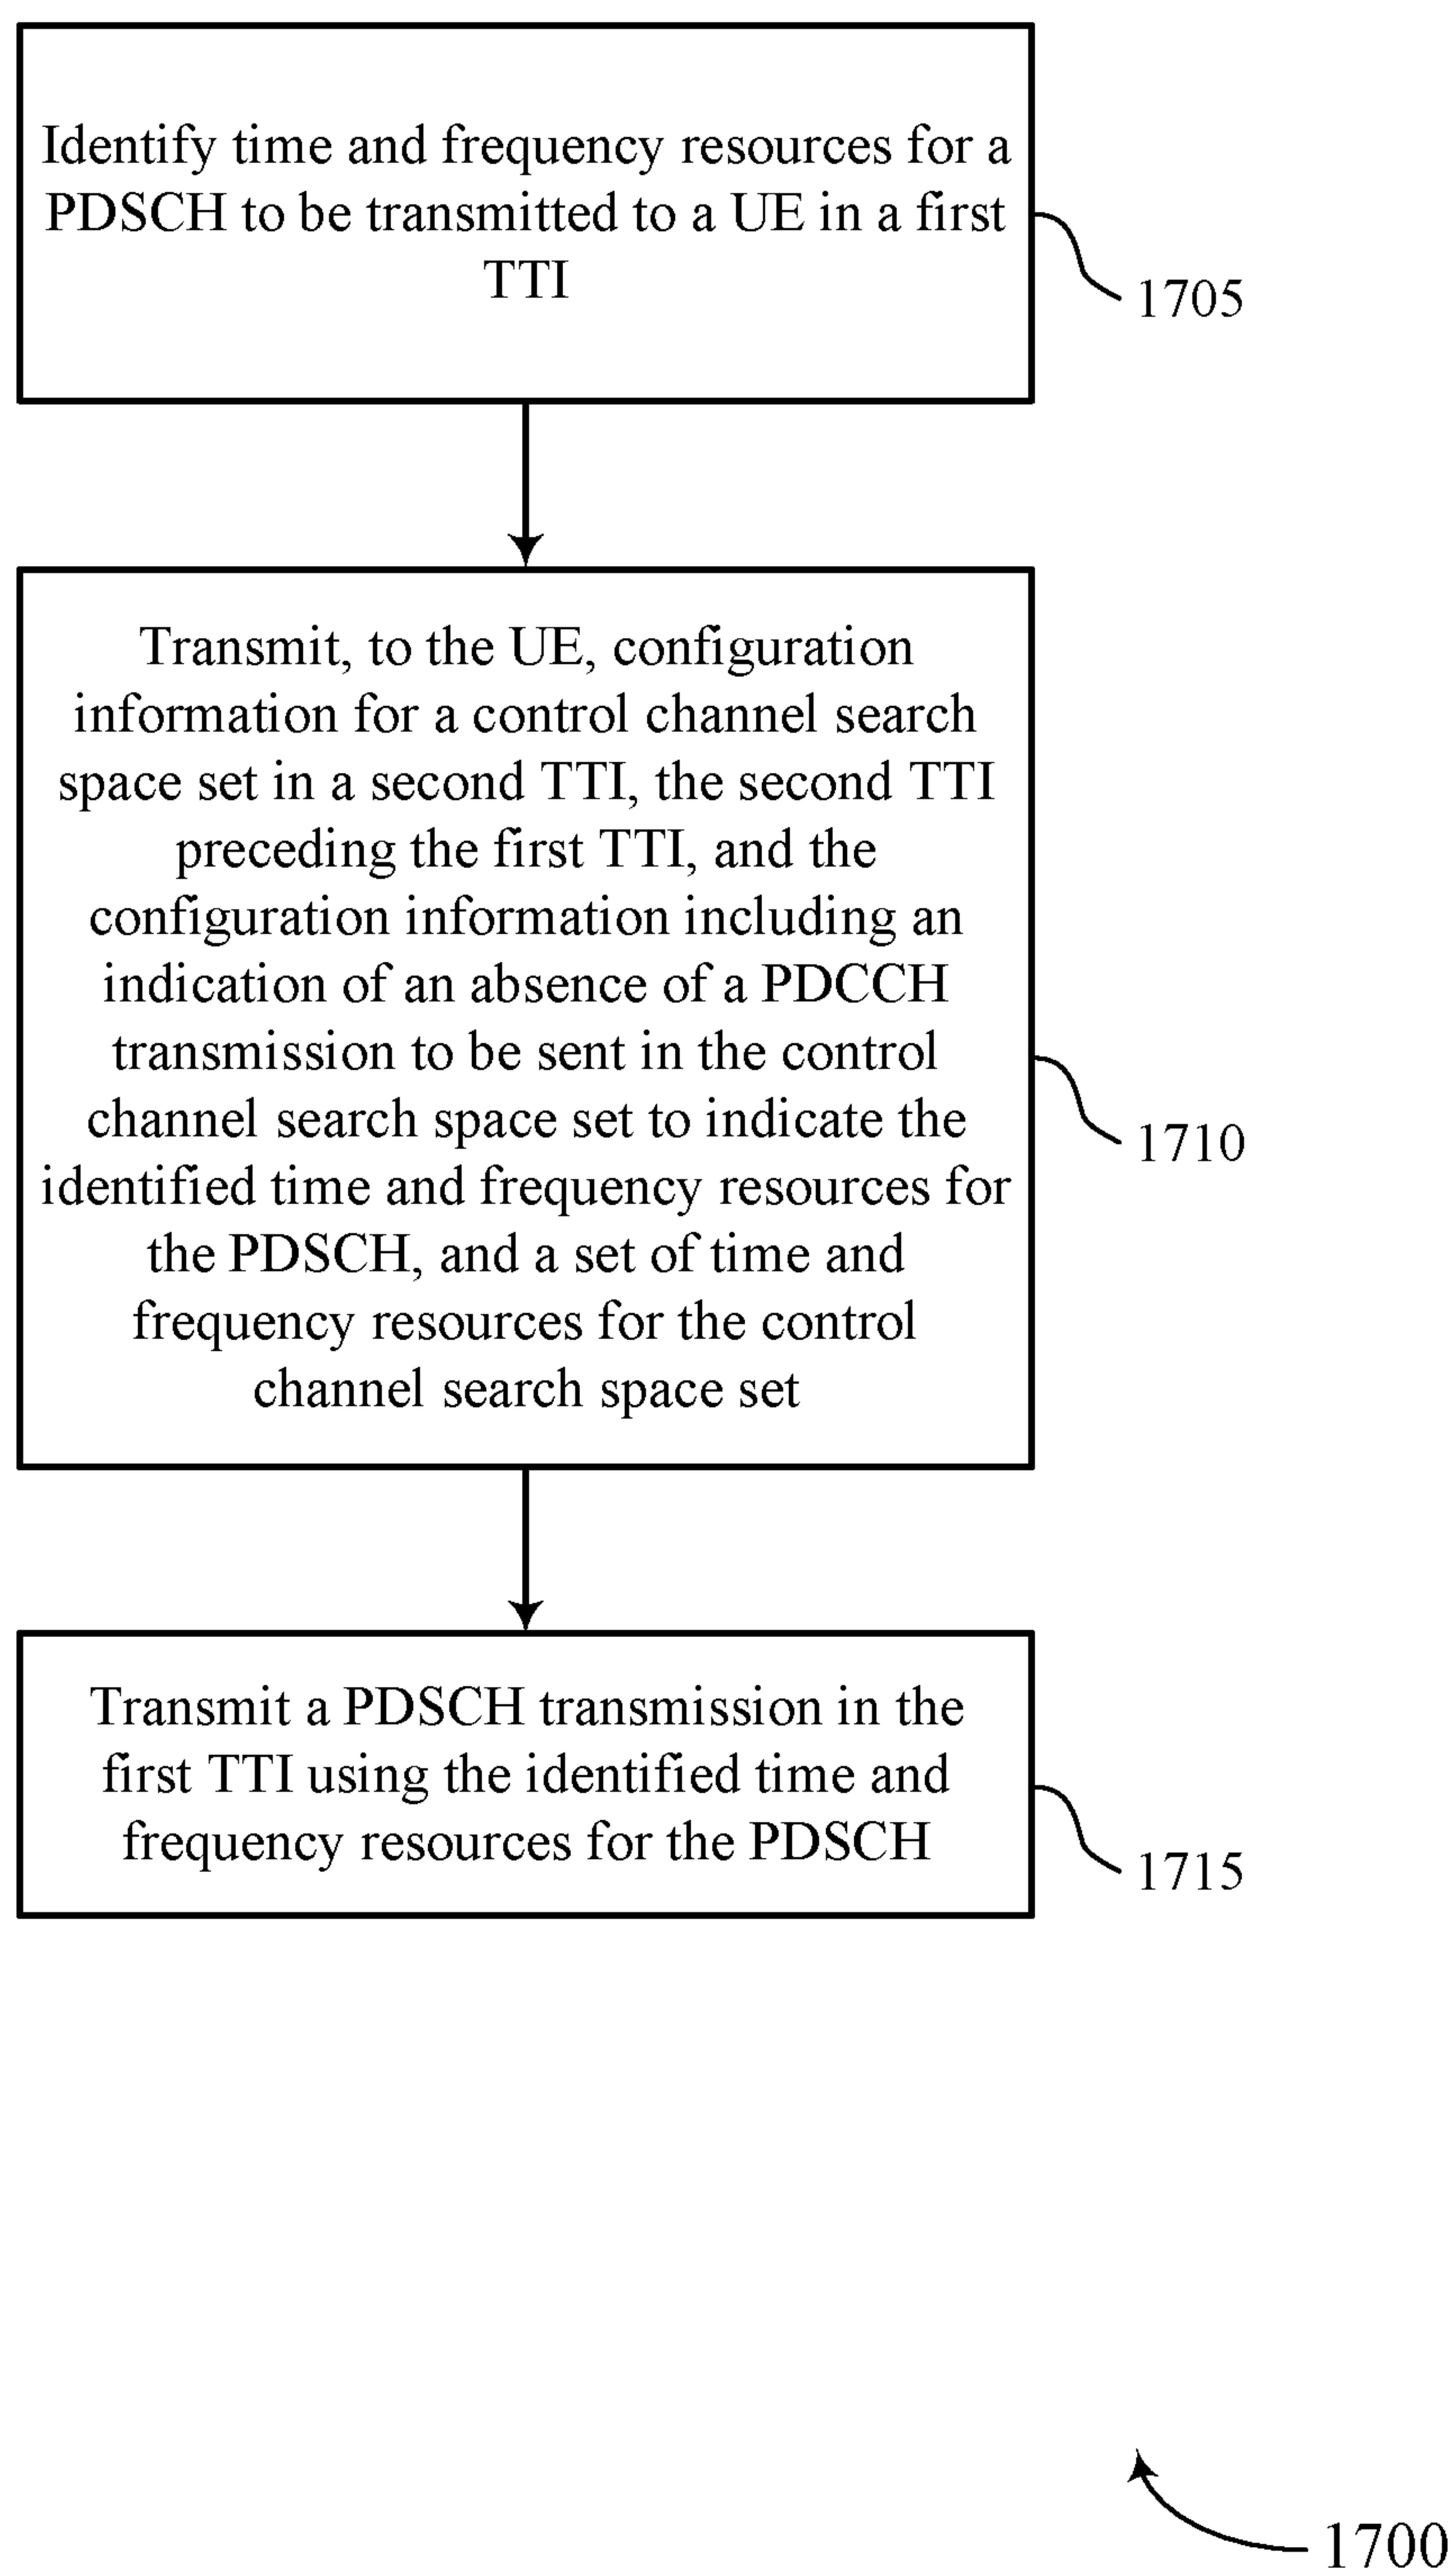 Identify time and frequency resources for a
PDSCH to be transmitted to a UE in a first
TTI
1705
Transmit, to the UE, configuration
information for a control channel search
space set in a second TTI, the second TTI
preceding the first TTI, and the
configuration information including an
indication of an absence of a PDCCH
transmission to be sent in the control
channel search space set to indicate the
identified time and frequency resources for
the PDSCH, and a set of time and
frequency resources for the control
channel search space set
1710
Transmit a PDSCH transmission in the
first TTI using the identified time and
frequency resources for the PDSCH
1715
1700